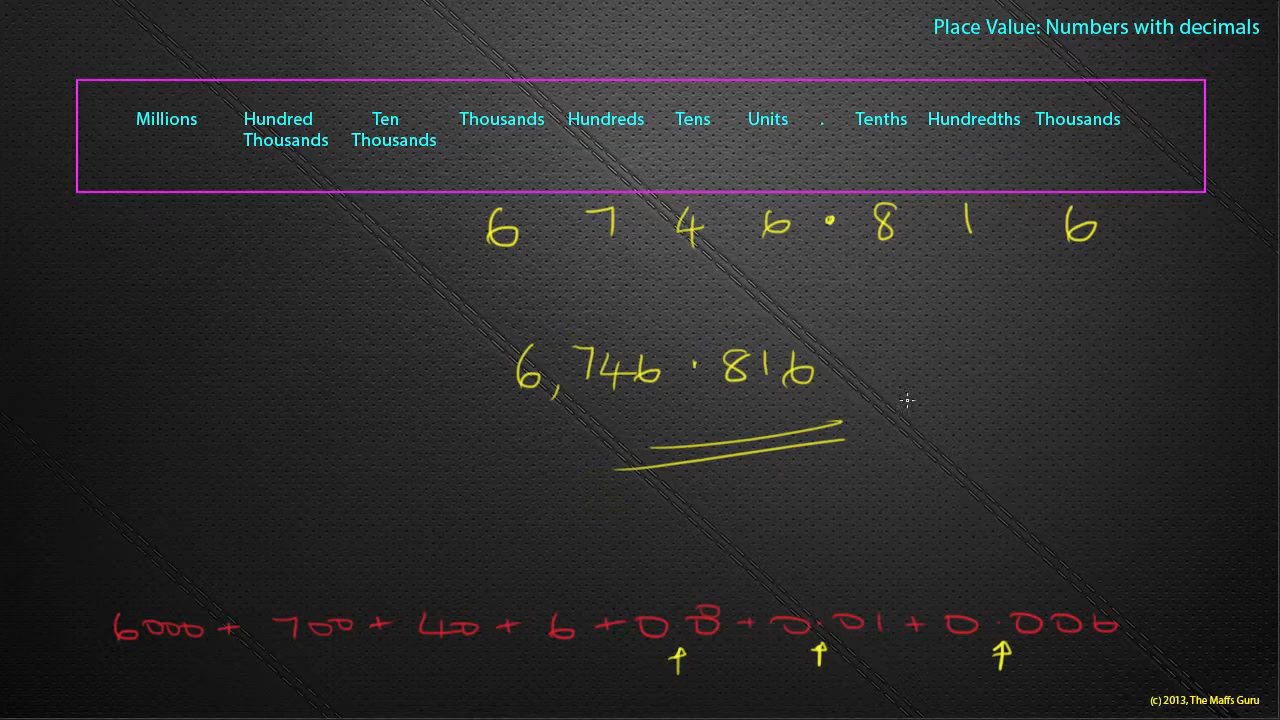 Place Value: Numbers with decimals
Millions Hundred Thousands Ten Thousands Thousands Hundreds Tens Units . Tenths Hundredths Thousands
6 7 4 6 . 8 1 6
6,746.816
6000 + 700 + 40 + 6 + 0.8 + 0.01 + 0.006
(c) 2013, The Maffs Guru